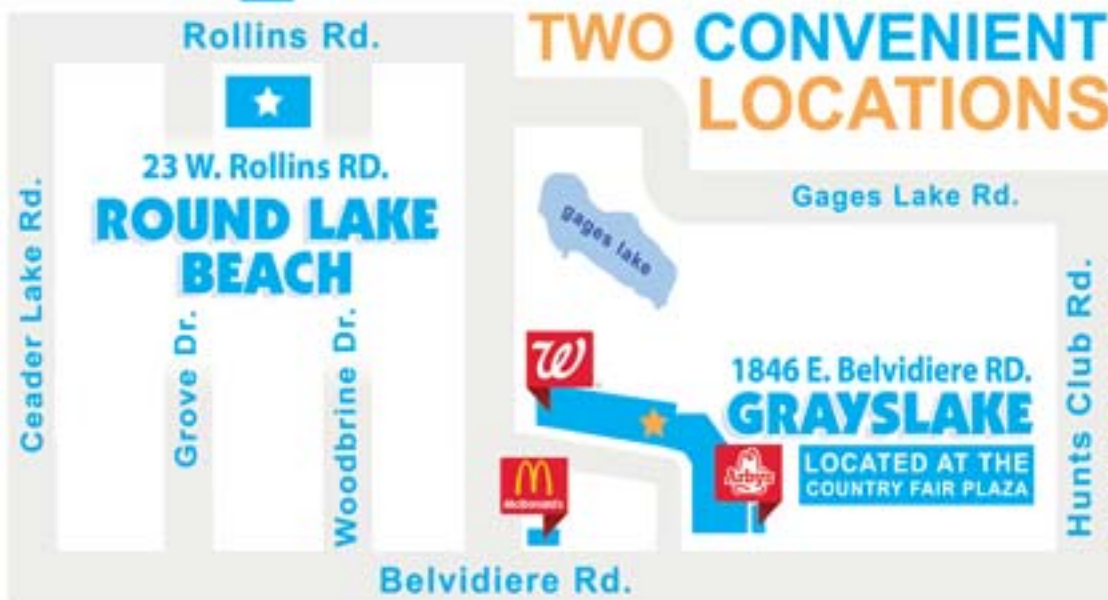 Rollins Rd.
TWO CONVENIENT
LOCATIONS
23 W. Rollins RD.
ROUND LAKE
BEACH
Ceader Lake Rd.
Grove Dr.
Woodbrine Dr.
gages lake
Gages Lake Rd.
Hunts Club Rd.
W
1846 E. Belvidiere RD.
GRAYSLAKE
LOCATED AT THE
COUNTRY FAIR PLAZA
Arby's
M
McDonald's
Belvidiere Rd.